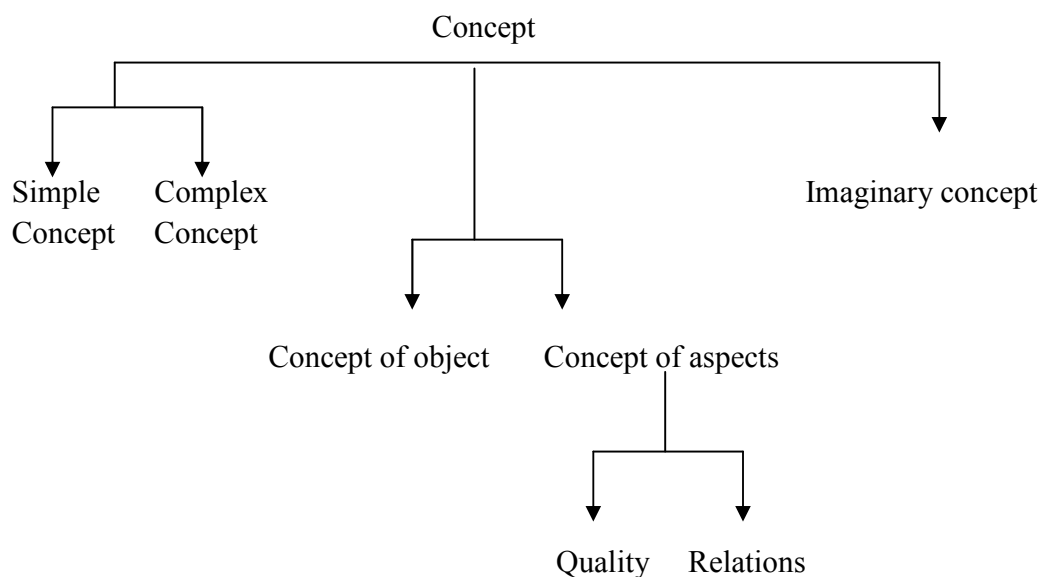 Concept
Simple Concept
Complex Concept
Imaginary concept
Concept of object
Concept of aspects
Quality
Relations